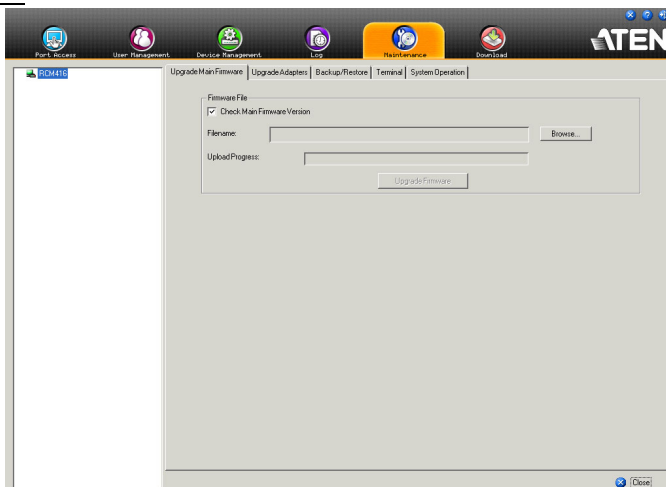 ATEN
Port Access User Management Device Management Log Maintenance Download
RCM416
Upgrade Main Firmware Upgrade Adapters Backup/Restore Terminal System Operation
Firmware File
Check Main Firmware Version
Filename: Browse...
Upload Progress:
Upgrade Firmware
Close